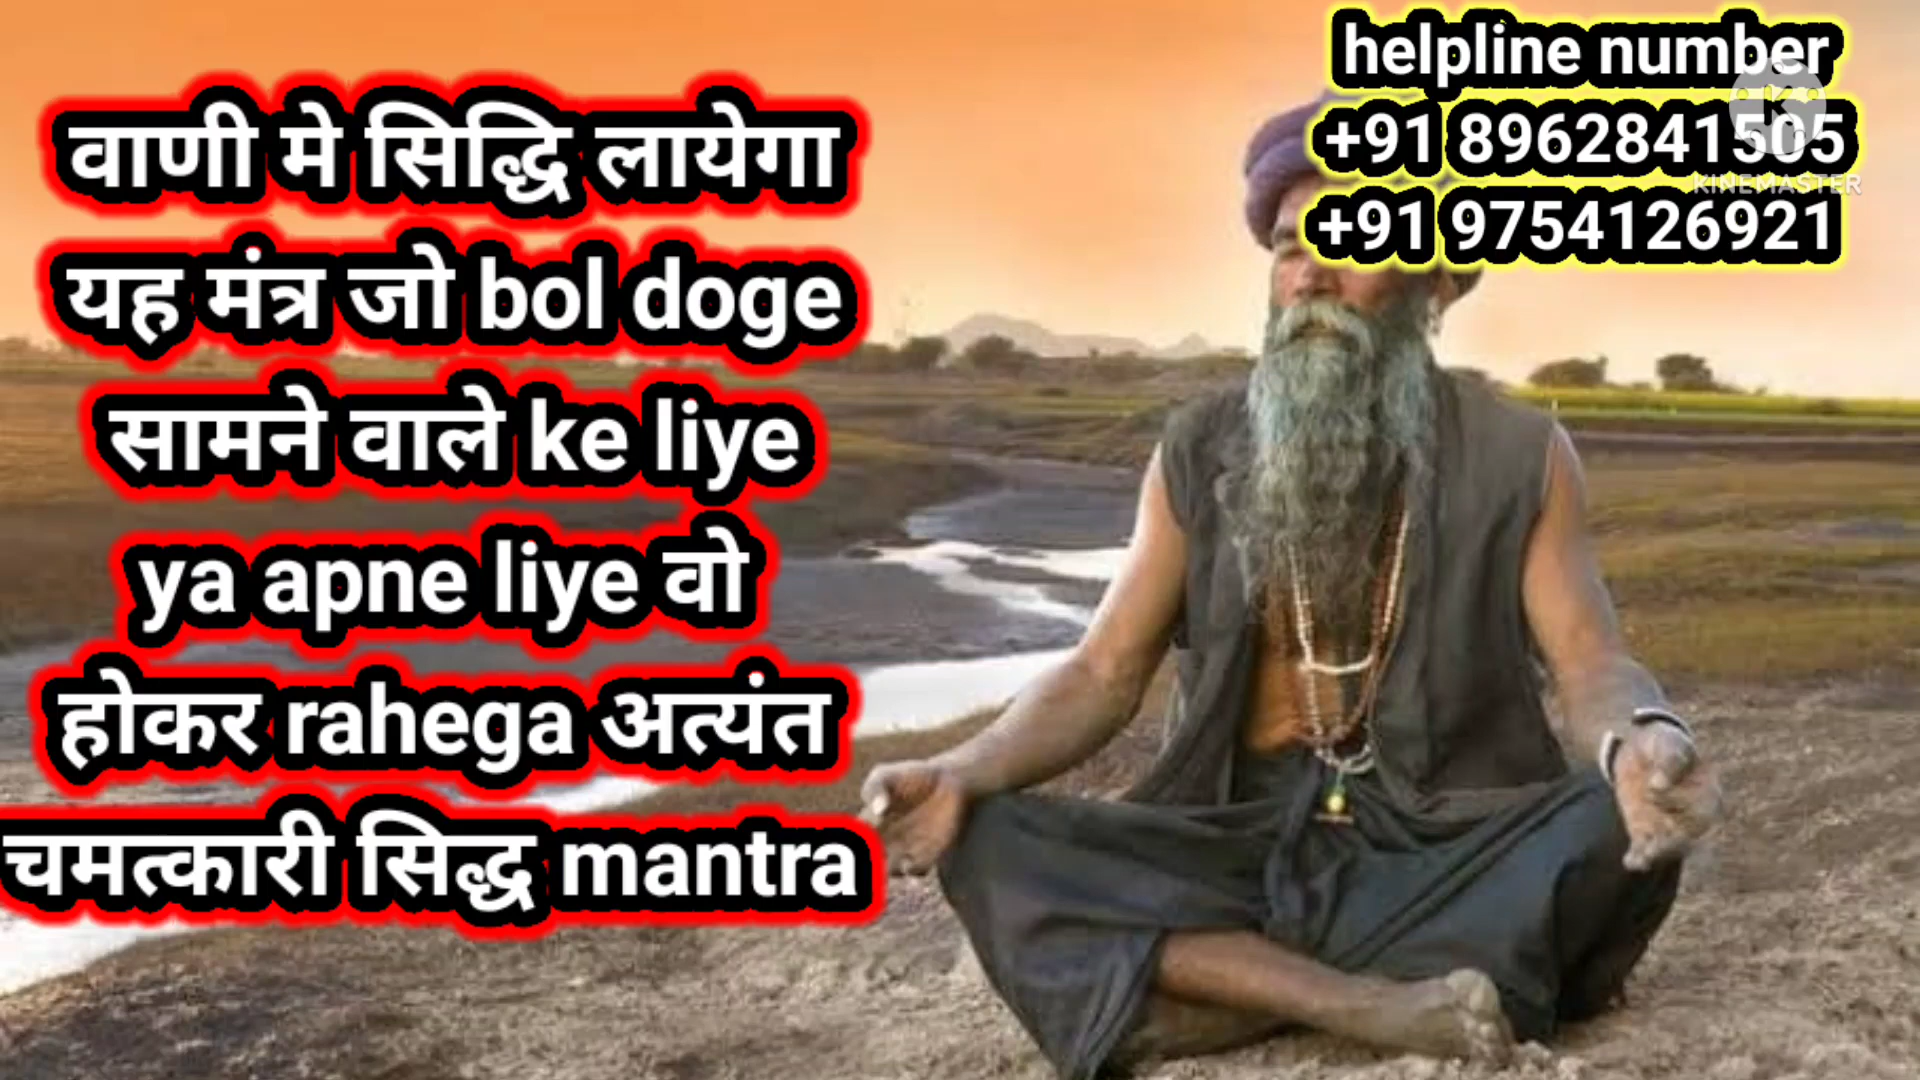 वाणी मे सिद्धि लायेगा
यह मंत्र जो bol doge
सामने वाले ke liye
ya apne liye वो
होकर rahega अत्यंत
चमत्कारी सिद्ध mantra
helpline number
+91 8962841505
KINEMASTER
+91 9754126921